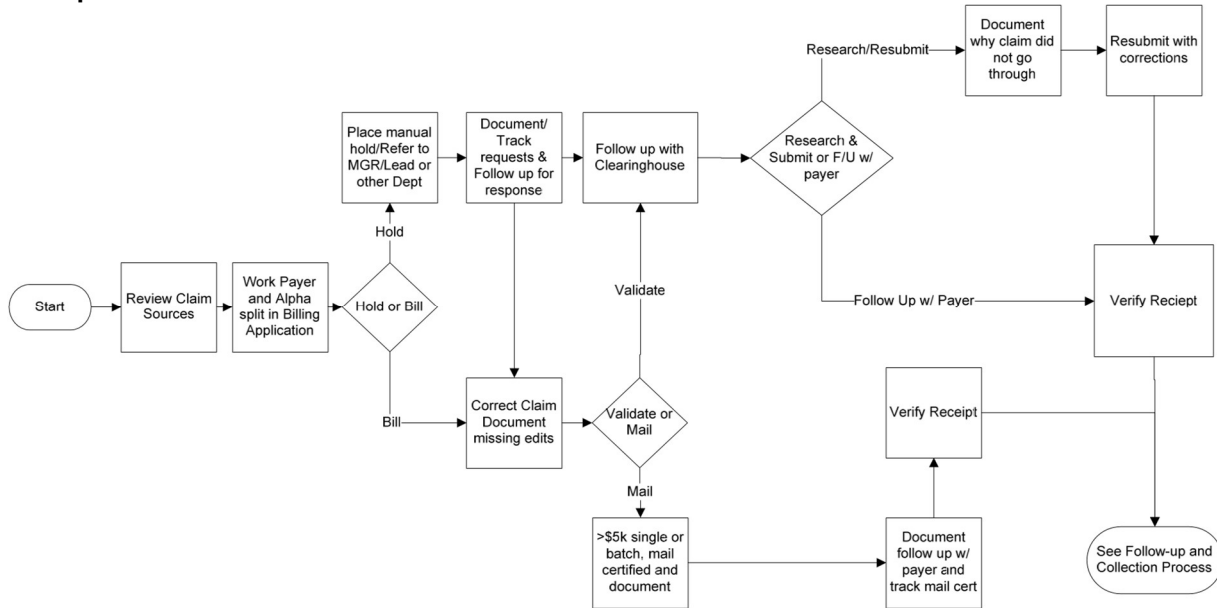 Document
why claim did
not go
through
Resubmit with
corrections
Research/Resubmit
Place manual
hold/Refer to
MGR/Lead or
other Dept
Document/
Track
requests &
Follow up for
response
Follow up with
Clearinghouse
Research &
Submit or F/U w/
payer
Hold
Start
Review Claim
Sources
Work Payer
and Alpha
split in Billing
Application
Hold or Bill
Validate
Follow Up w/ Payer
Verify Reciept
Bill
Correct Claim
Document
missing edits
Validate or
Mail
Verify Receipt
Mail
>$5k single or
batch, mail
certified and
document
Document
follow up w/
payer and
track mail cert
See Follow-up and
Collection Process